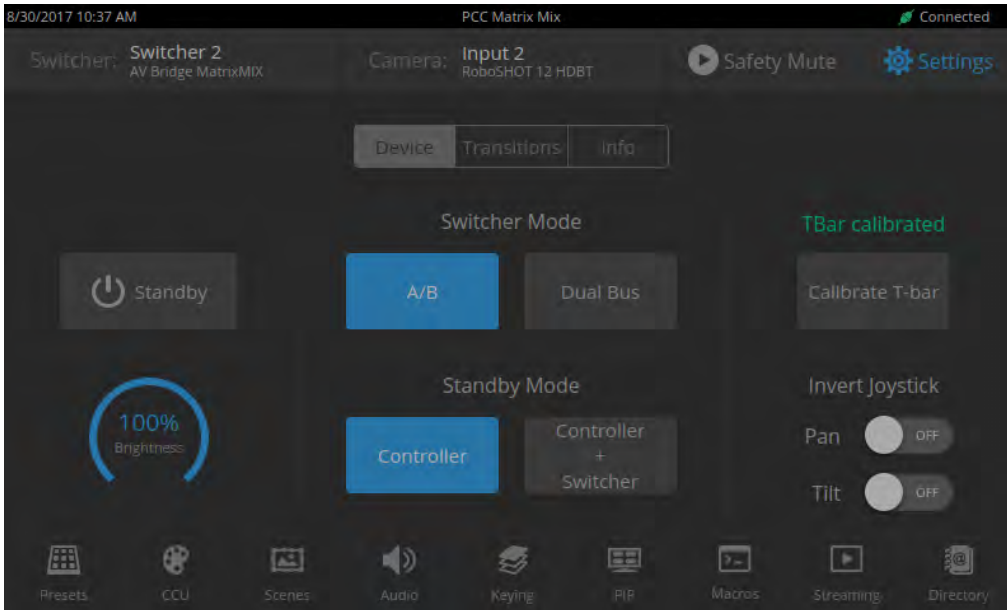 8/30/2017 10:37 AM
PCC Matrix Mix
Connected
Switcher:
Switcher 2
AV Bridge MatrixMIX
Camera:
Input 2
RoboSHOT 12 HDBT
Safety Mute
Settings
Device
Transitions
Info
Switcher Mode
TBar calibrated
Standby
A/B
Dual Bus
Calibrate T-bar
Standby Mode
Invert Joystick
100%
Brightness
Controller
Controller
+
Switcher
Pan
OFF
Tilt
OFF
Presets
CCU
Scenes
Audio
Keying
PIP
Macros
Streaming
Directory